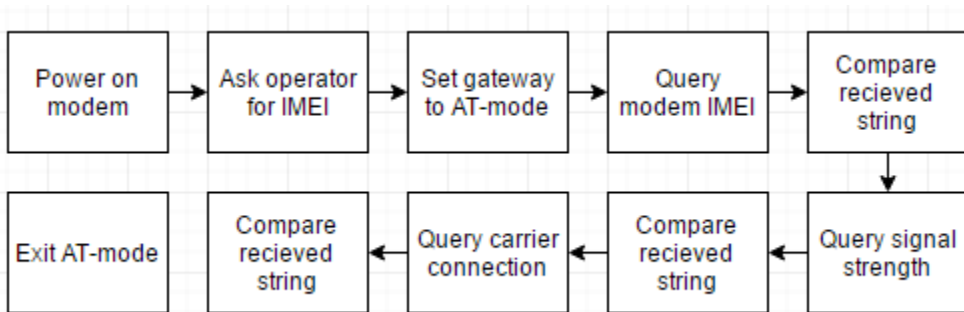 Power on
modem
Ask operator
for IMEI
Set gateway
to AT-mode
Query
modem IMEI
Compare
recieved
string
Query signal
strength
Compare
recieved
string
Query carrier
connection
Compare
recieved
string
Exit AT-mode